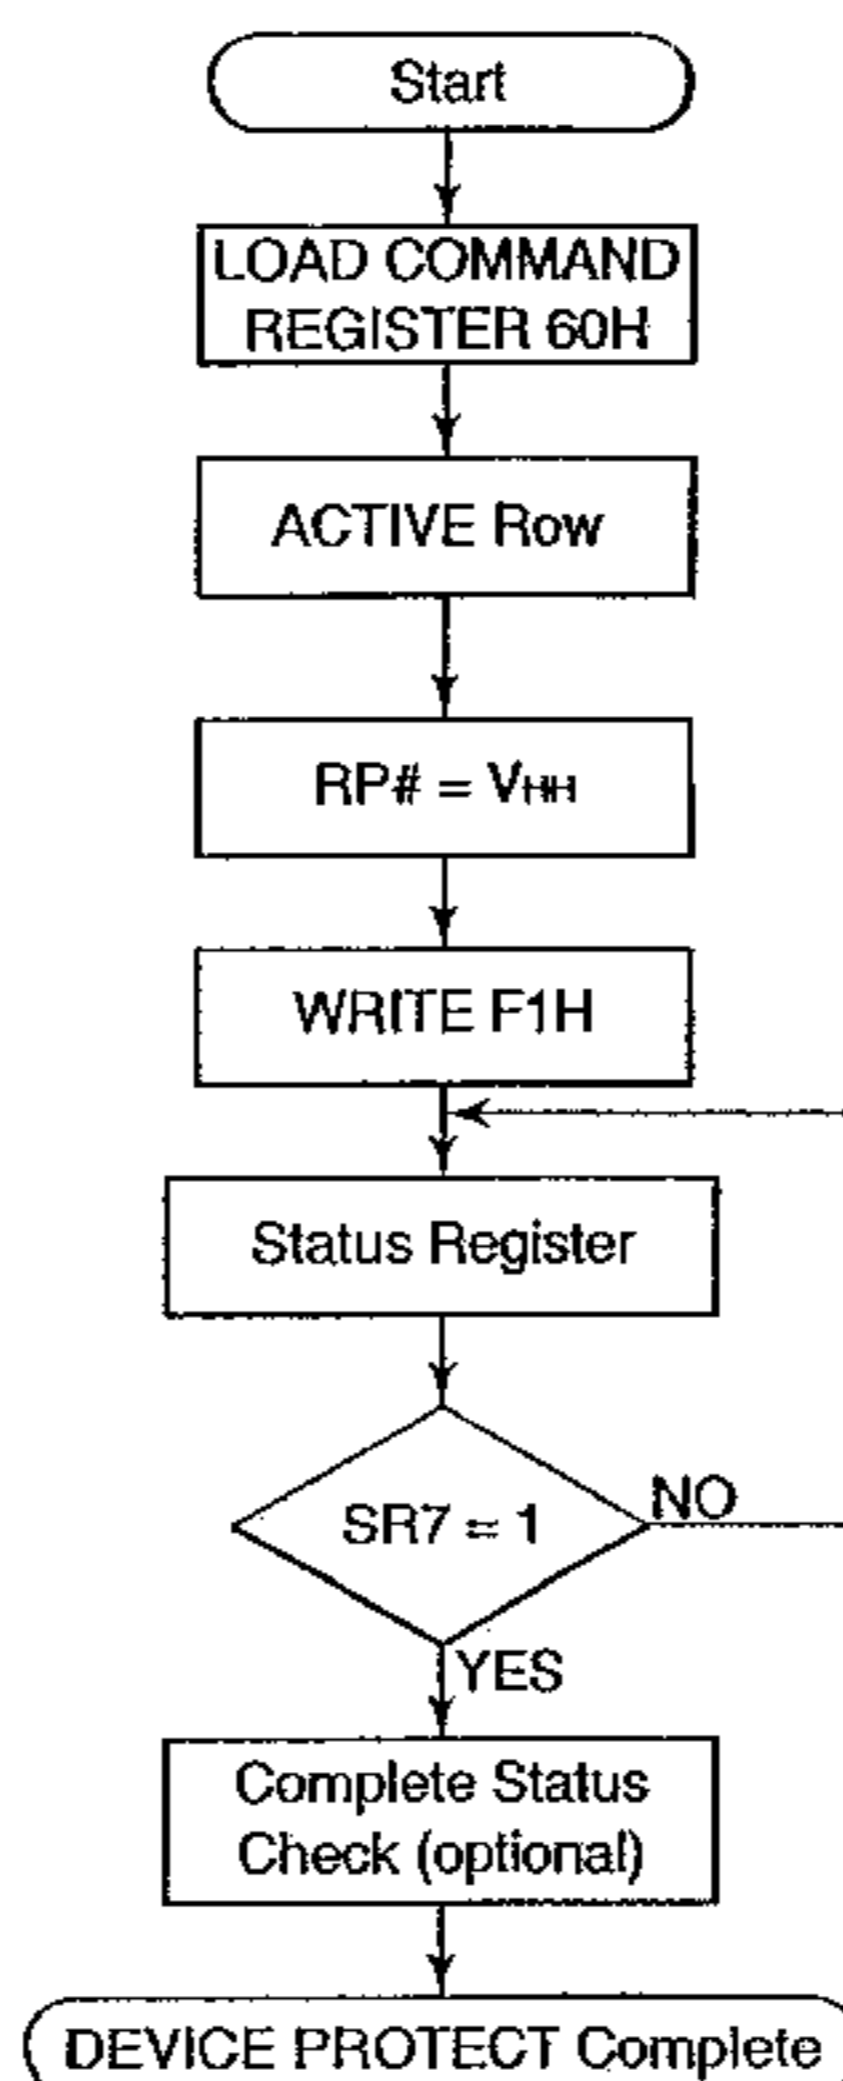 Start
LOAD COMMAND
REGISTER 60H
ACTIVE Row
RP# = VHH
WRITE F1H
Status Register
SR7 = 1
NO
YES
Complete Status
Check (optional)
DEVICE PROTECT Complete